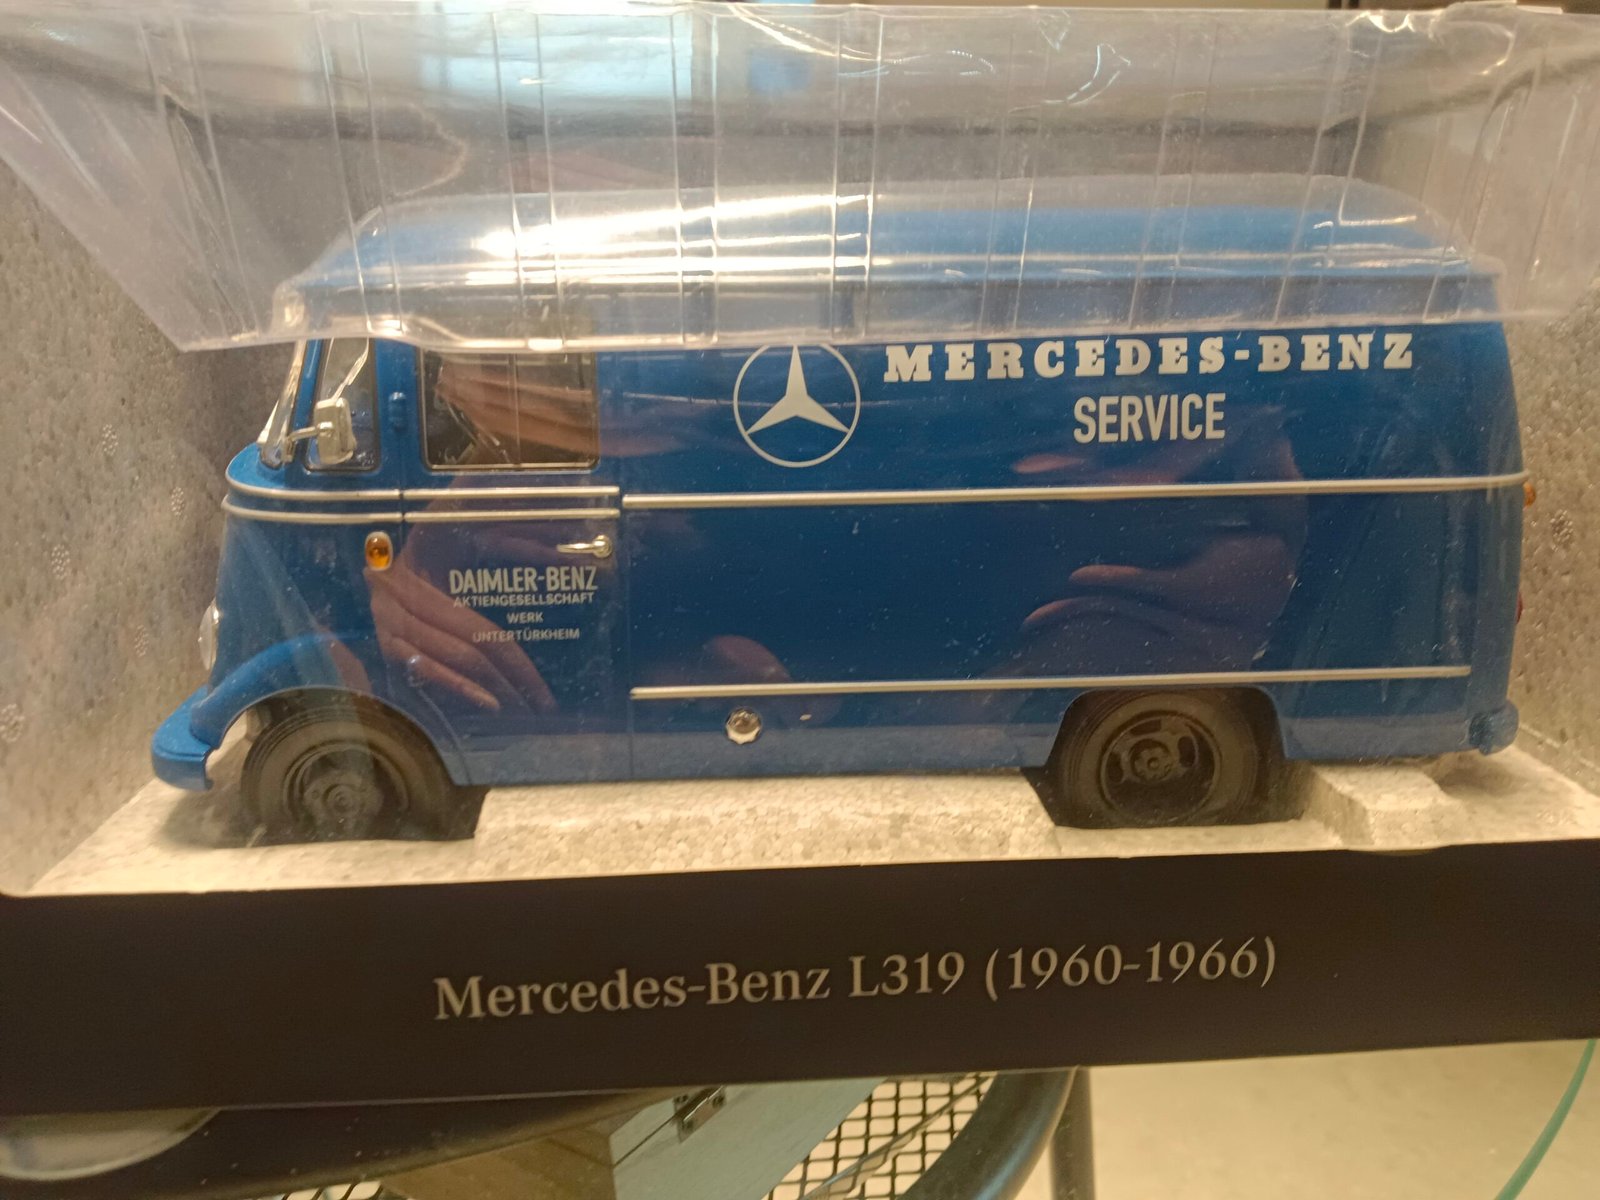 MERCEDES-BENZ
SERVICE
DAIMLER-BENZ
AKTIENGESELLSCHAFT
WERK
UNTERTÜRKHEIM
Mercedes-Benz L319 (1960-1966)